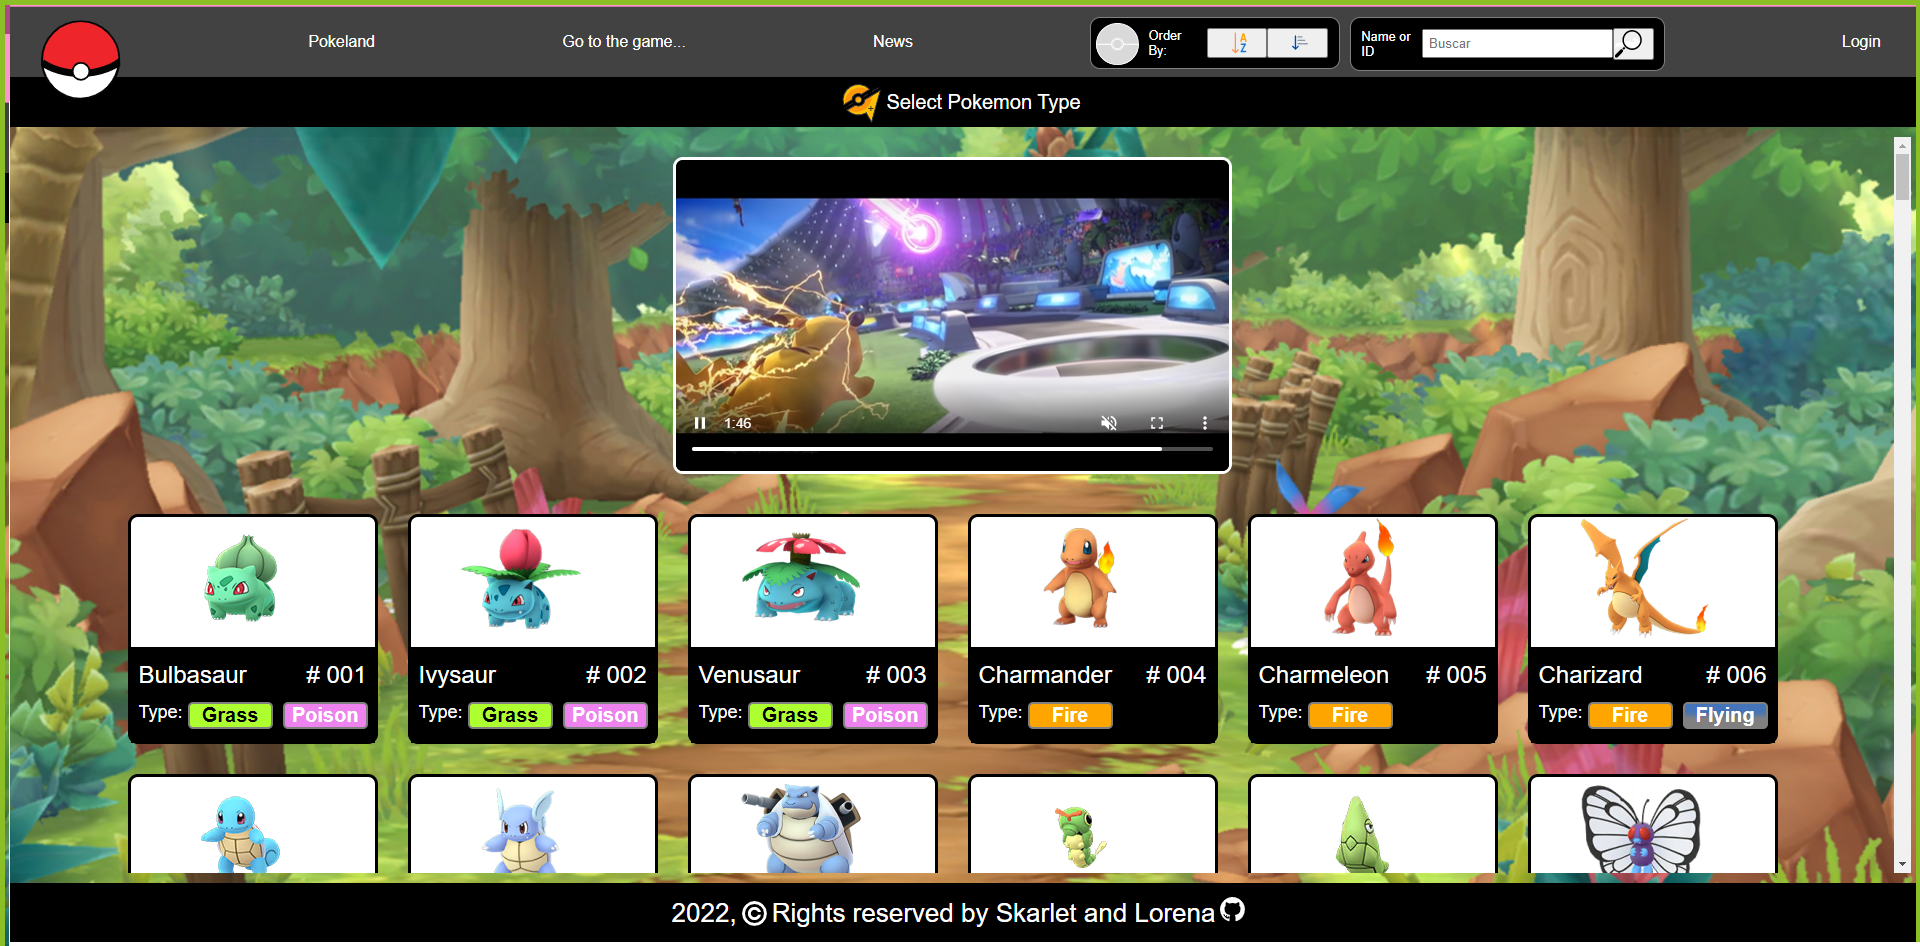 Pokeland
Go to the game...
News
Order
By:
A
Z
Name or
ID
Buscar
Login
Select Pokemon Type
1:46
Bulbasaur # 001
Type: Grass Poison
Ivysaur # 002
Type: Grass Poison
Venusaur # 003
Type: Grass Poison
Charmander # 004
Type: Fire
Charmeleon # 005
Type: Fire
Charizard # 006
Type: Fire Flying
2022, © Rights reserved by Skarlet and Lorena